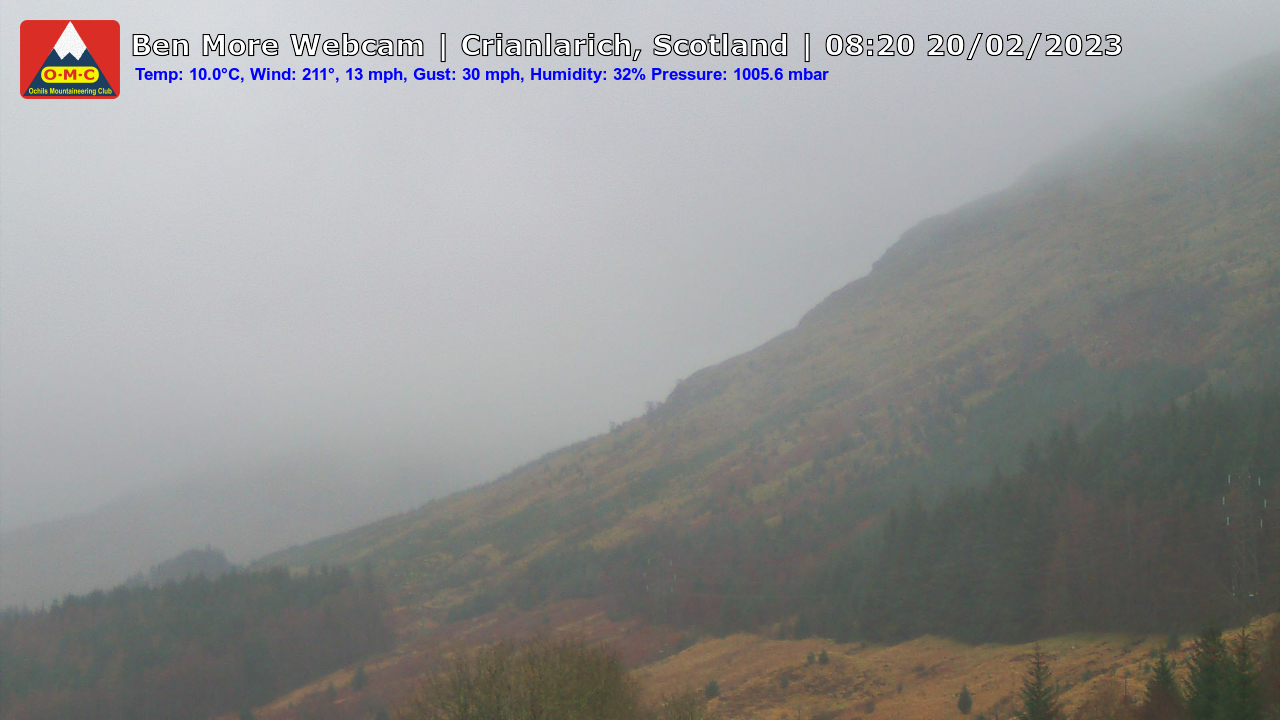 Ben More Webcam | Crianlarich, Scotland | 08:20 20/02/2023
Temp: 10.0°C, Wind: 211°, 13 mph, Gust: 30 mph, Humidity: 32% Pressure: 1005.6 mbar
O·M·C
Ochils Mountaineering Club